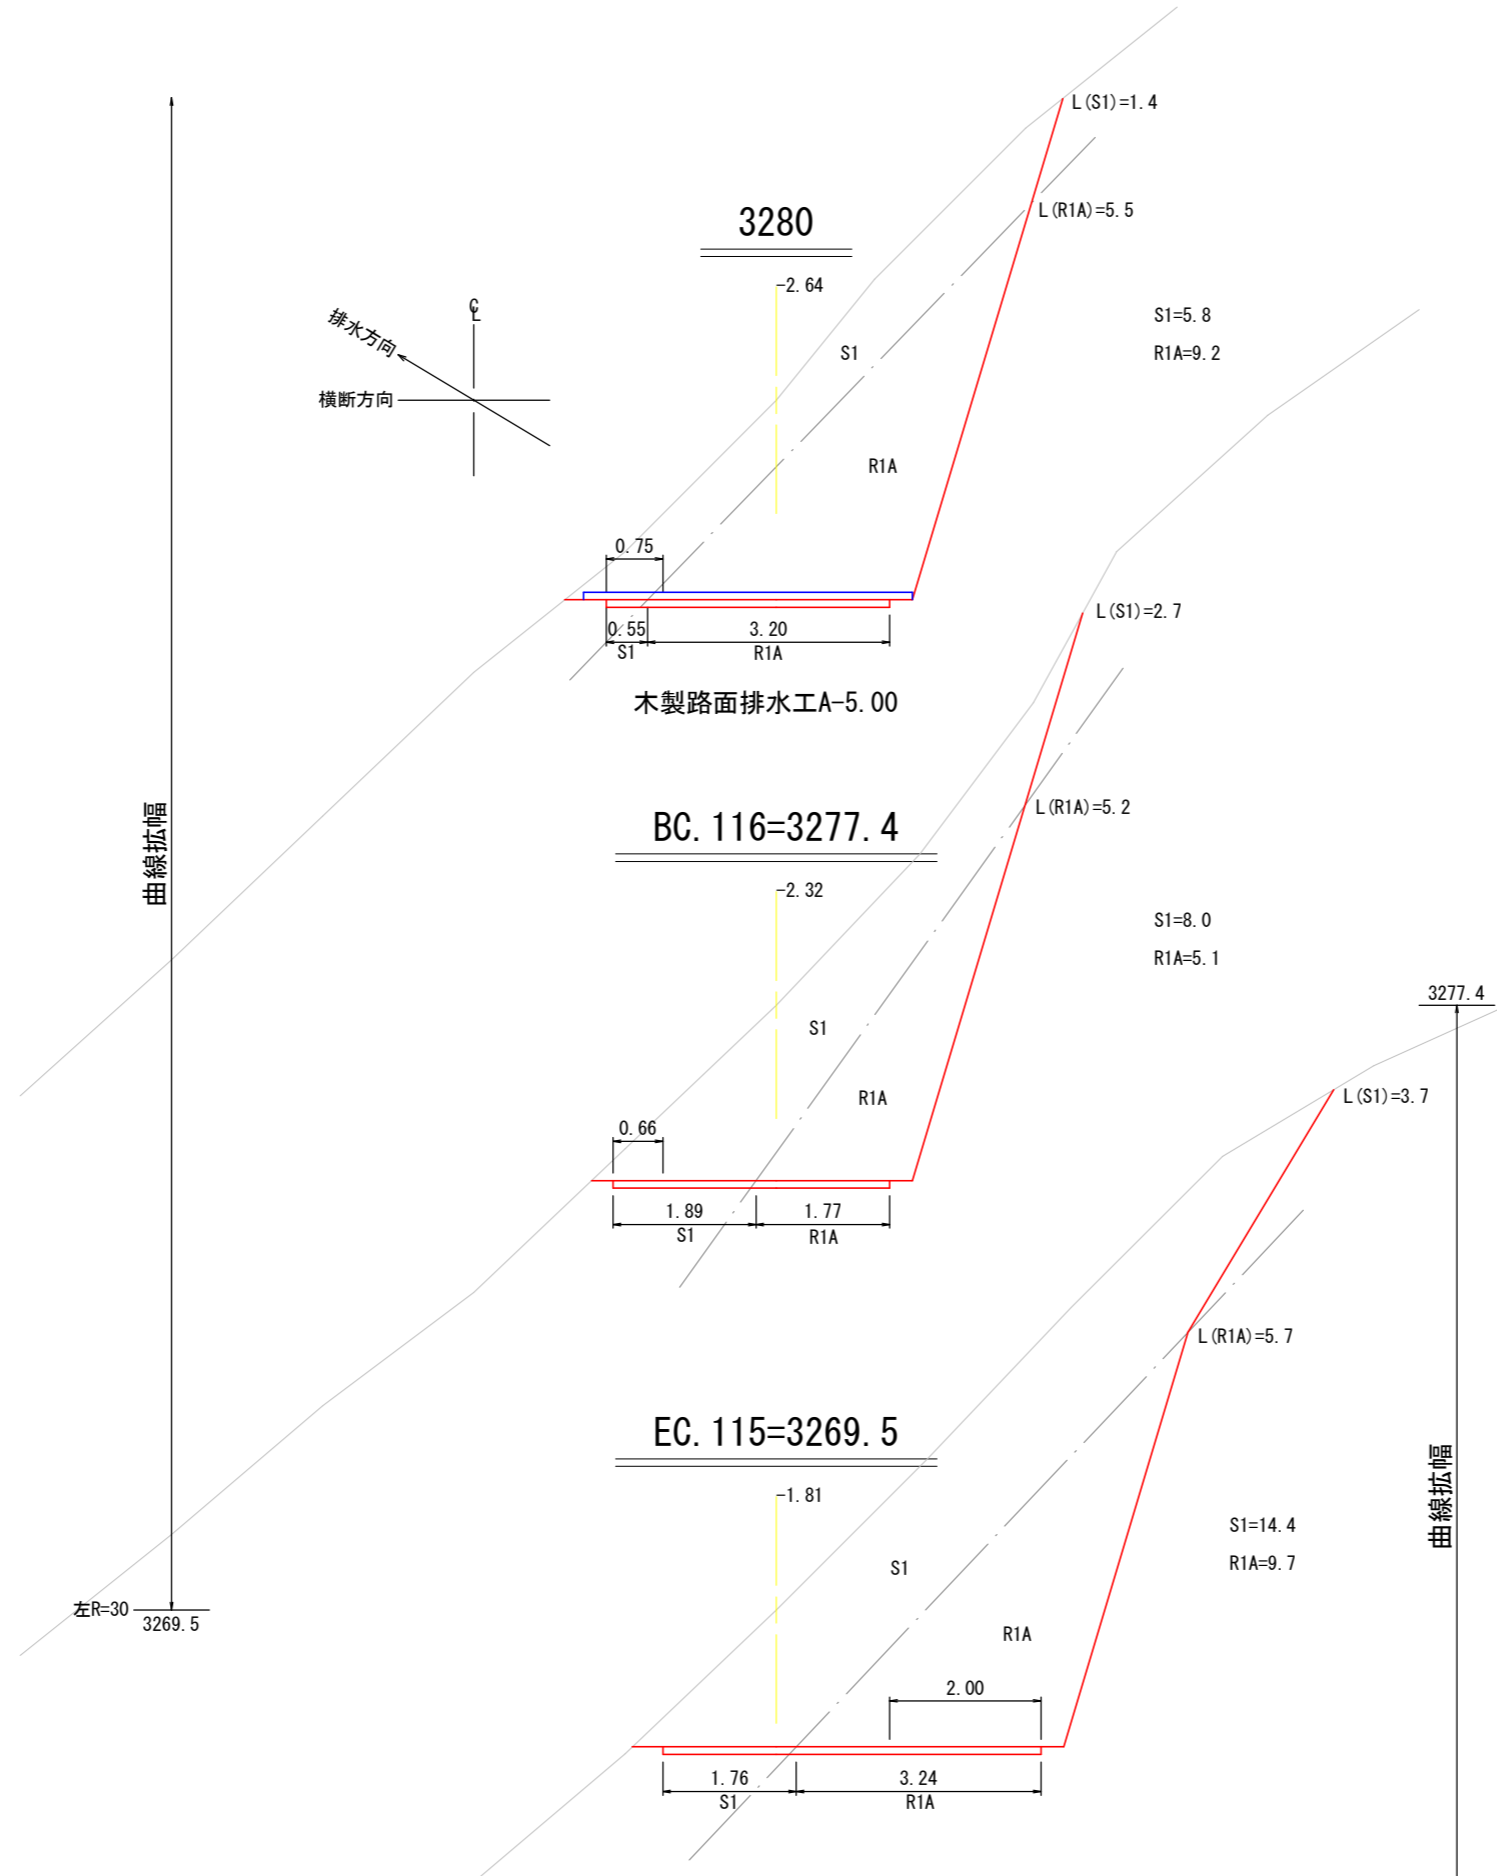 L(S1)=1.4
L(R1A)=5.5
3280
-2.64
S1=5.8
R1A=9.2
CL
排水方向
横断方向
S1
R1A
0.75
0.55
3.20
S1
R1A
木製路面排水工A-5.00
L(S1)=2.7
L(R1A)=5.2
BC.116=3277.4
-2.32
S1=8.0
R1A=5.1
S1
R1A
0.66
1.89
1.77
S1
R1A
曲線拡幅
3277.4
L(S1)=3.7
L(R1A)=5.7
EC.115=3269.5
-1.81
S1=14.4
R1A=9.7
S1
R1A
2.00
1.76
3.24
S1
R1A
左R=30
3269.5
曲線拡幅